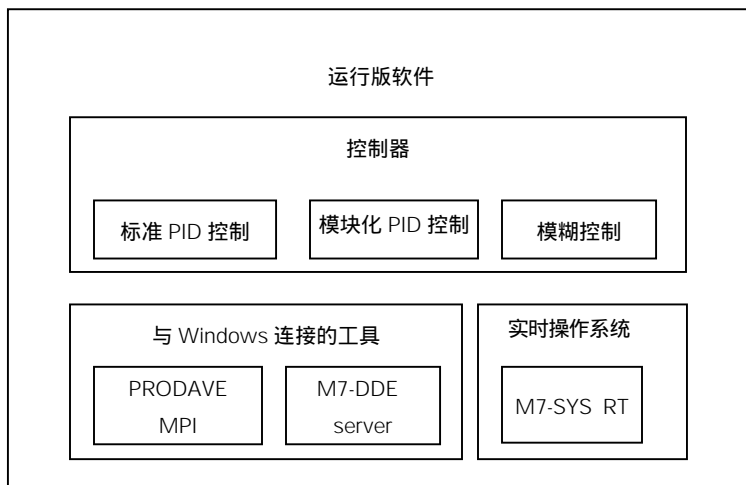 运行版软件
控制器
标准 PID 控制
模块化 PID 控制
模糊控制
与 Windows 连接的工具
PRODAVE
MPI
M7-DDE
server
实时操作系统
M7-SYS RT